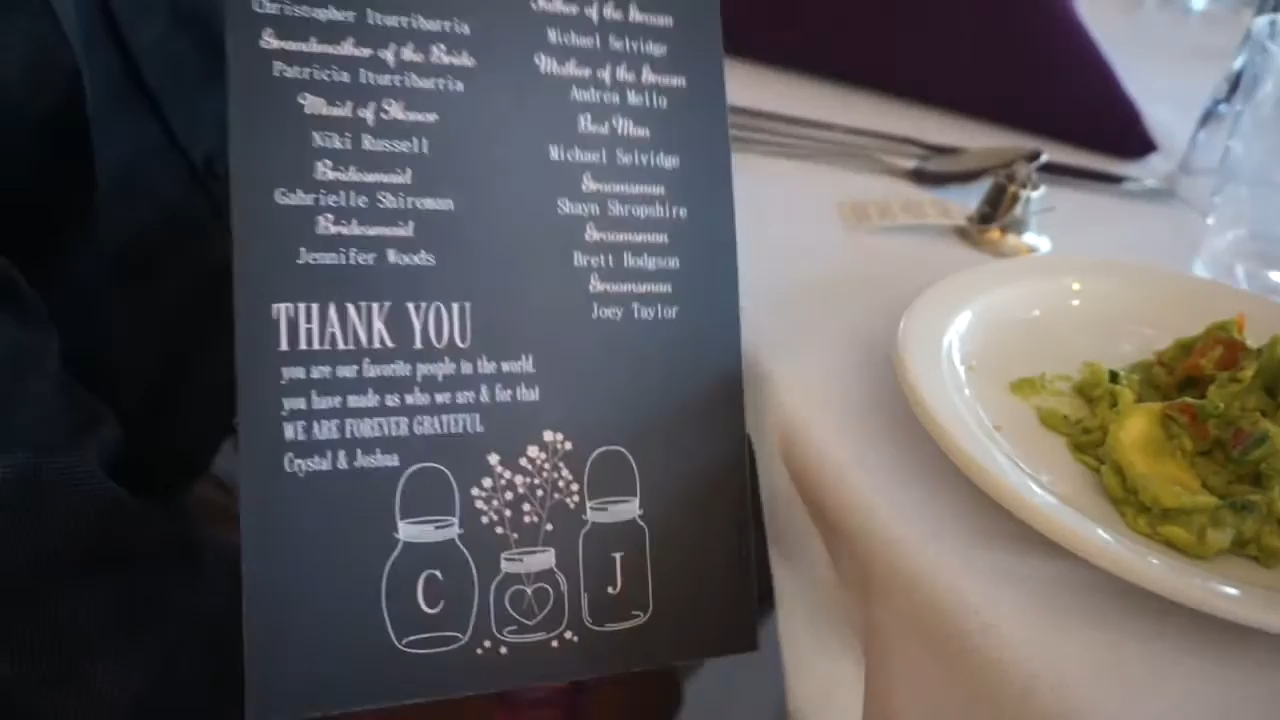 Christopher Iturribarria
Grandmother of the Bride
Patricia Iturribarria
Maid of Honor
Niki Russell
Bridesmaid
Gabrielle Shireman
Bridesmaid
Jennifer Woods
Father of the Groom
Michael Selvidge
Mother of the Groom
Andrea Mello
Best Man
Michael Selvidge
Groomsman
Shayn Shropshire
Groomsman
Brett Hodgson
Groomsman
Joey Taylor
THANK YOU
you are our favorite people in the world.
you have made us who we are & for that
WE ARE FOREVER GRATEFUL
Crystal & Joshua
C
J